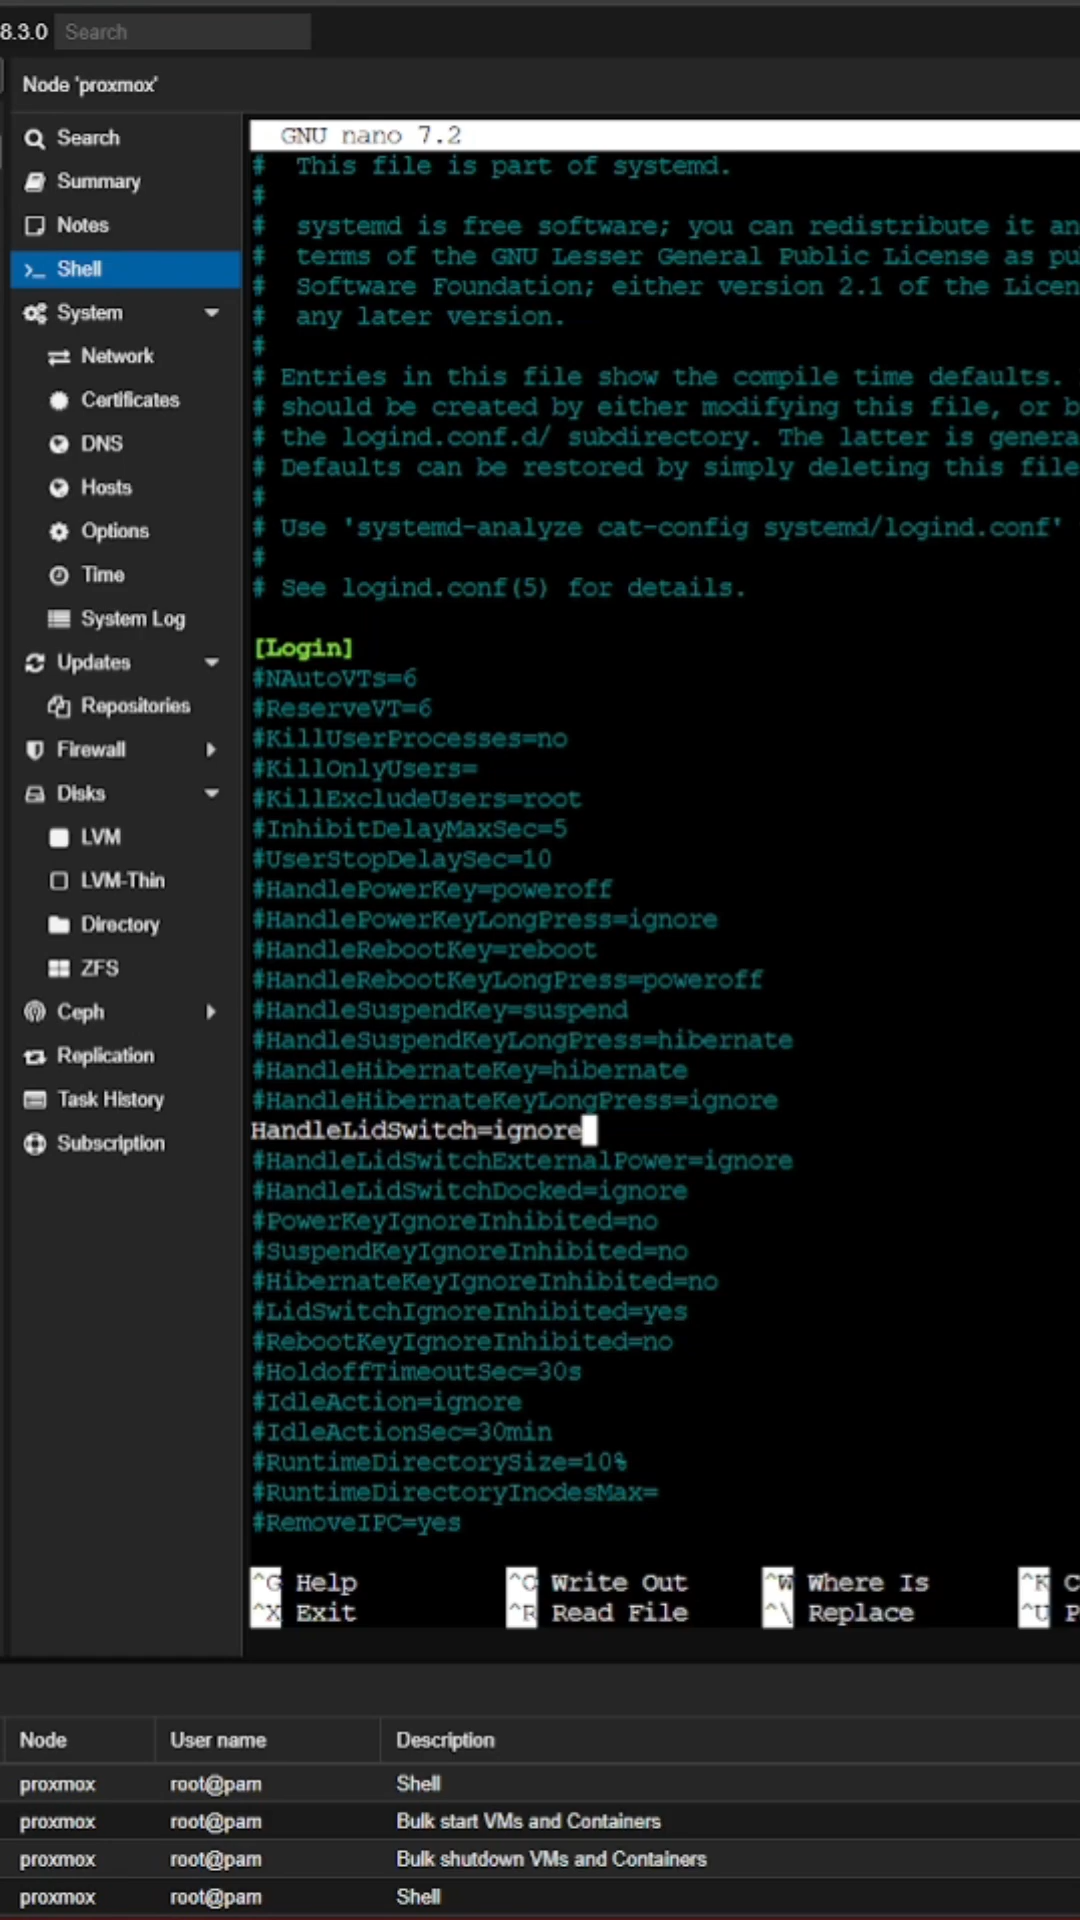 8.3.0 Search
Node 'proxmox'
Search
Summary
Notes
Shell
System
Network
Certificates
DNS
Hosts
Options
Time
System Log
Updates
Repositories
Firewall
Disks
LVM
LVM-Thin
Directory
ZFS
Ceph
Replication
Task History
Subscription
GNU nano 7.2
#  This file is part of systemd.
#
#  systemd is free software; you can redistribute it an
#  terms of the GNU Lesser General Public License as pu
#  Software Foundation; either version 2.1 of the Licen
#  any later version.
#
# Entries in this file show the compile time defaults.
# should be created by either modifying this file, or b
# the logind.conf.d/ subdirectory. The latter is genera
# Defaults can be restored by simply deleting this file
#
# Use 'systemd-analyze cat-config systemd/logind.conf'
#
# See logind.conf(5) for details.
[Login]
#NAutoVTs=6
#ReserveVT=6
#KillUserProcesses=no
#KillOnlyUsers=
#KillExcludeUsers=root
#InhibitDelayMaxSec=5
#UserStopDelaySec=10
#HandlePowerKey=poweroff
#HandlePowerKeyLongPress=ignore
#HandleRebootKey=reboot
#HandleRebootKeyLongPress=poweroff
#HandleSuspendKey=suspend
#HandleSuspendKeyLongPress=hibernate
#HandleHibernateKey=hibernate
#HandleHibernateKeyLongPress=ignore
HandleLidSwitch=ignore
#HandleLidSwitchExternalPower=ignore
#HandleLidSwitchDocked=ignore
#PowerKeyIgnoreInhibited=no
#SuspendKeyIgnoreInhibited=no
#HibernateKeyIgnoreInhibited=no
#LidSwitchIgnoreInhibited=yes
#RebootKeyIgnoreInhibited=no
#HoldoffTimeoutSec=30s
#IdleAction=ignore
#IdleActionSec=30min
#RuntimeDirectorySize=10%
#RuntimeDirectoryInodesMax=
#RemoveIPC=yes
^G Help ^O Write Out ^W Where Is ^K C
^X Exit ^R Read File ^\ Replace ^U P
Node User name Description
proxmox root@pam Shell
proxmox root@pam Bulk start VMs and Containers
proxmox root@pam Bulk shutdown VMs and Containers
proxmox root@pam Shell